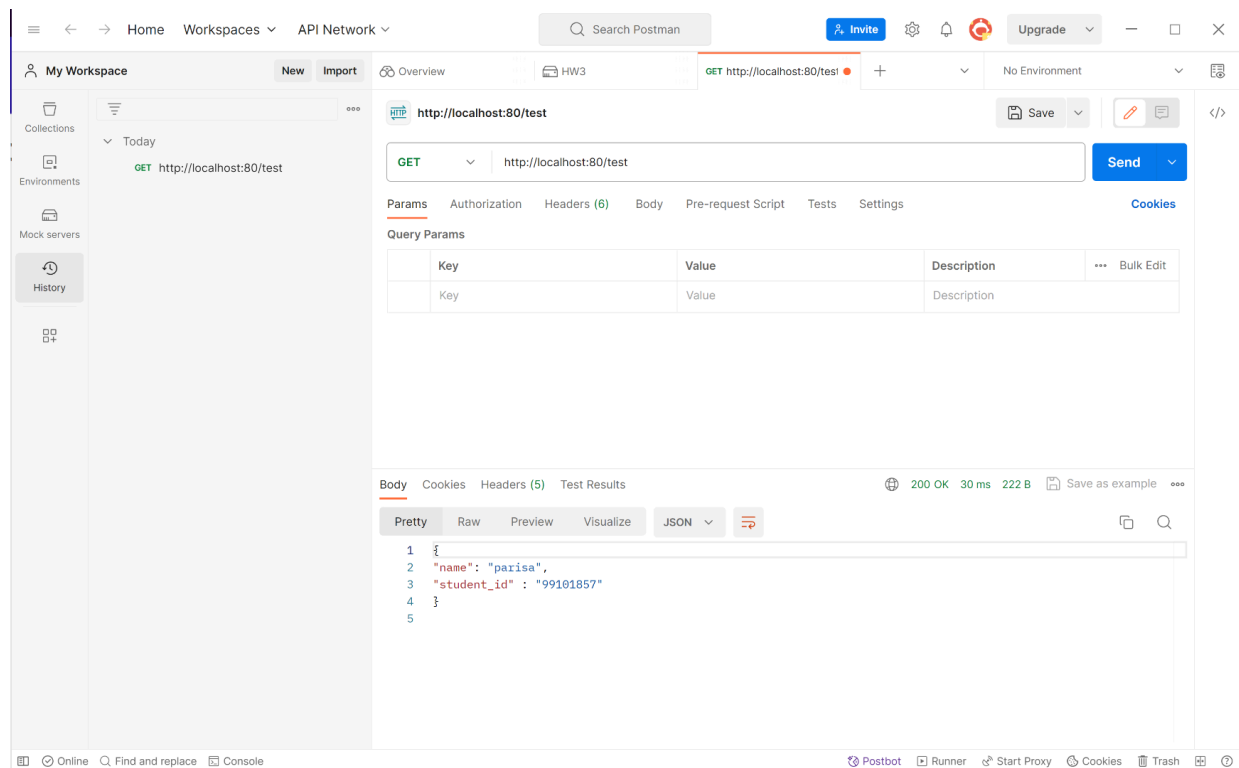 Home Workspaces API Network Search Postman Invite Upgrade
My Workspace New Import Overview HW3 GET http://localhost:80/test No Environment
Collections
Environments
Mock servers
History
Today
GET http://localhost:80/test
HTTP http://localhost:80/test Save
GET http://localhost:80/test Send
Params Authorization Headers (6) Body Pre-request Script Tests Settings Cookies
Query Params
Key Value Description Bulk Edit
Key Value Description
Body Cookies Headers (5) Test Results 200 OK 30 ms 222 B Save as example
Pretty Raw Preview Visualize JSON
1 {
2 "name": "parisa",
3 "student_id" : "99101857"
4 }
5
Online Find and replace Console Postbot Runner Start Proxy Cookies Trash